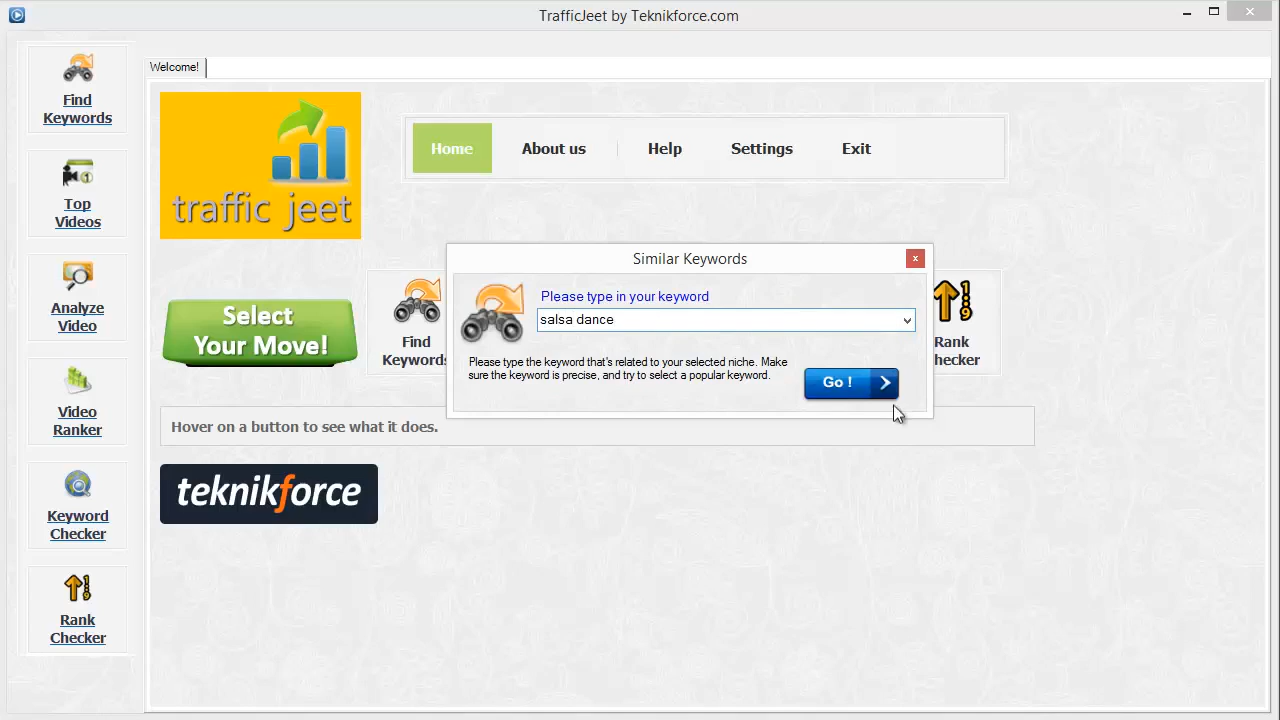 TrafficJeet by Teknikforce.com
Find
Keywords
Top
Videos
Analyze
Video
Video
Ranker
Keyword
Checker
Rank
Checker
Welcome!
traffic jeet
Home
About us
Help
Settings
Exit
Select
Your Move!
Find
Keywords
Similar Keywords
x
Please type in your keyword
salsa dance
Please type the keyword that's related to your selected niche. Make
sure the keyword is precise, and try to select a popular keyword.
Go !
Rank
hecker
Hover on a button to see what it does.
teknikforce